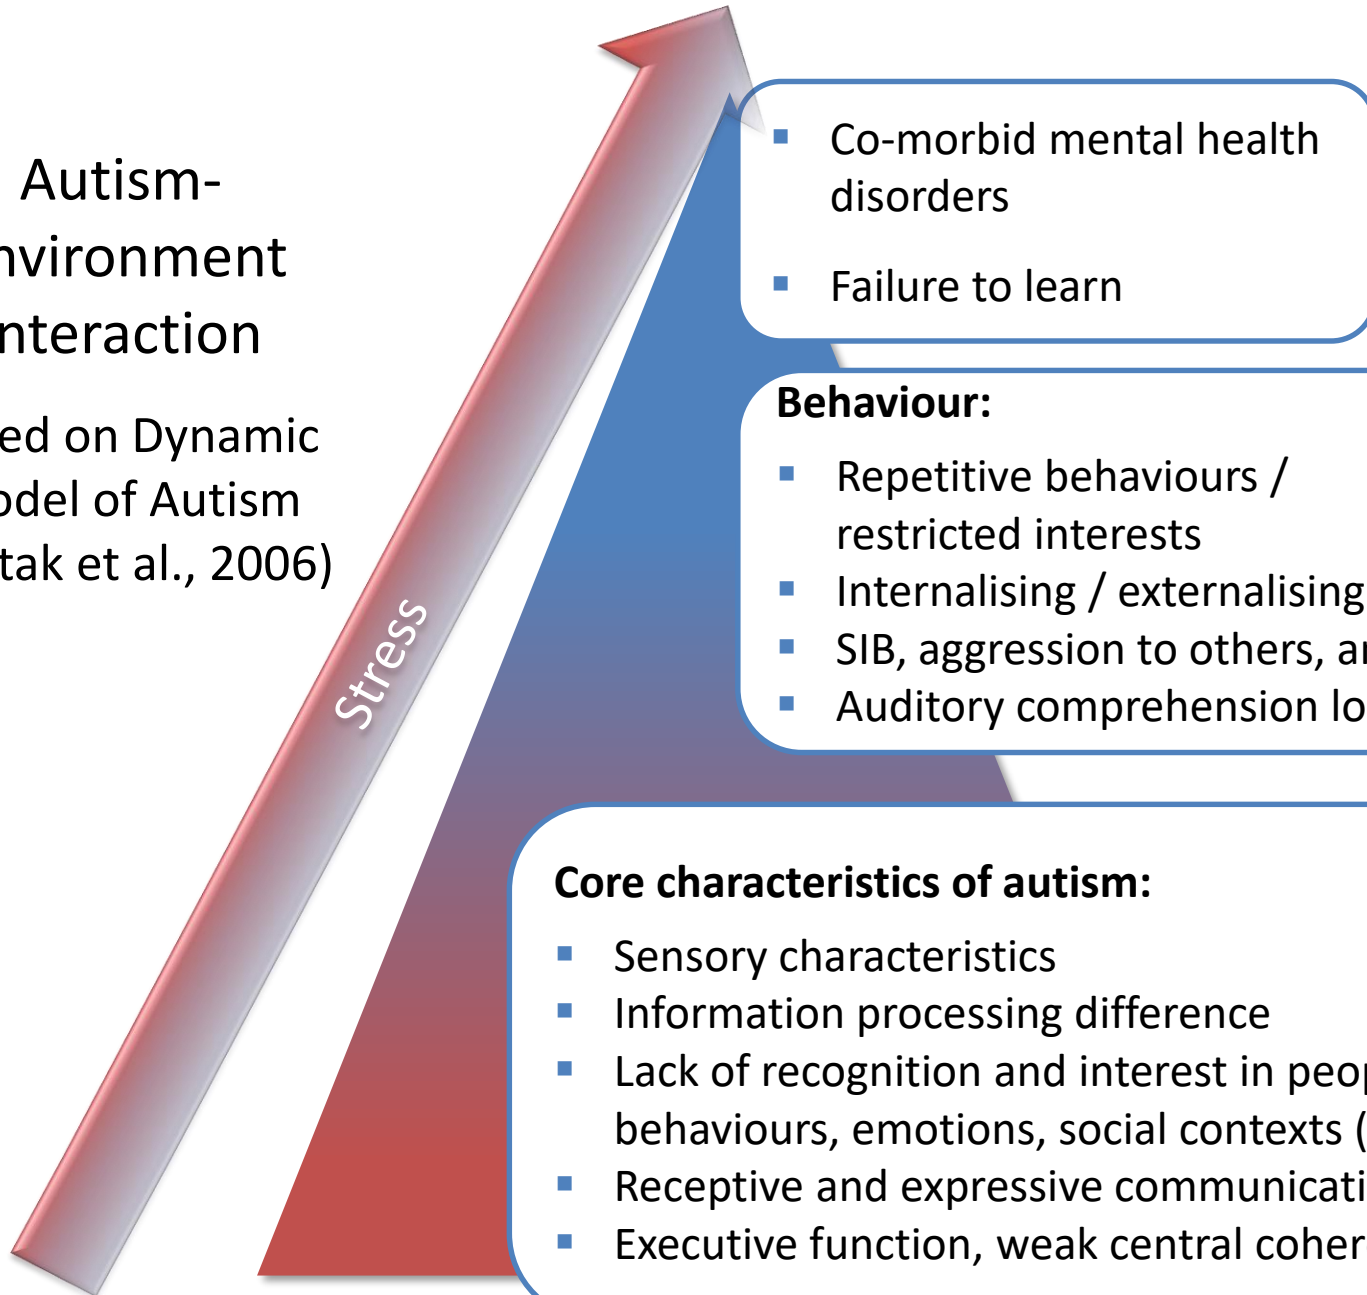 Autism-
nvironment
nteraction
ed on Dynamic
odel of Autism
tak et al., 2006)
Stress
▪ Co-morbid mental health
disorders
▪ Failure to learn
Behaviour:
▪ Repetitive behaviours /
restricted interests
▪ Internalising / externalising
▪ SIB, aggression to others, a
▪ Auditory comprehension lo
Core characteristics of autism:
▪ Sensory characteristics
▪ Information processing difference
▪ Lack of recognition and interest in peo
behaviours, emotions, social contexts (
▪ Receptive and expressive communicati
▪ Executive function, weak central coher